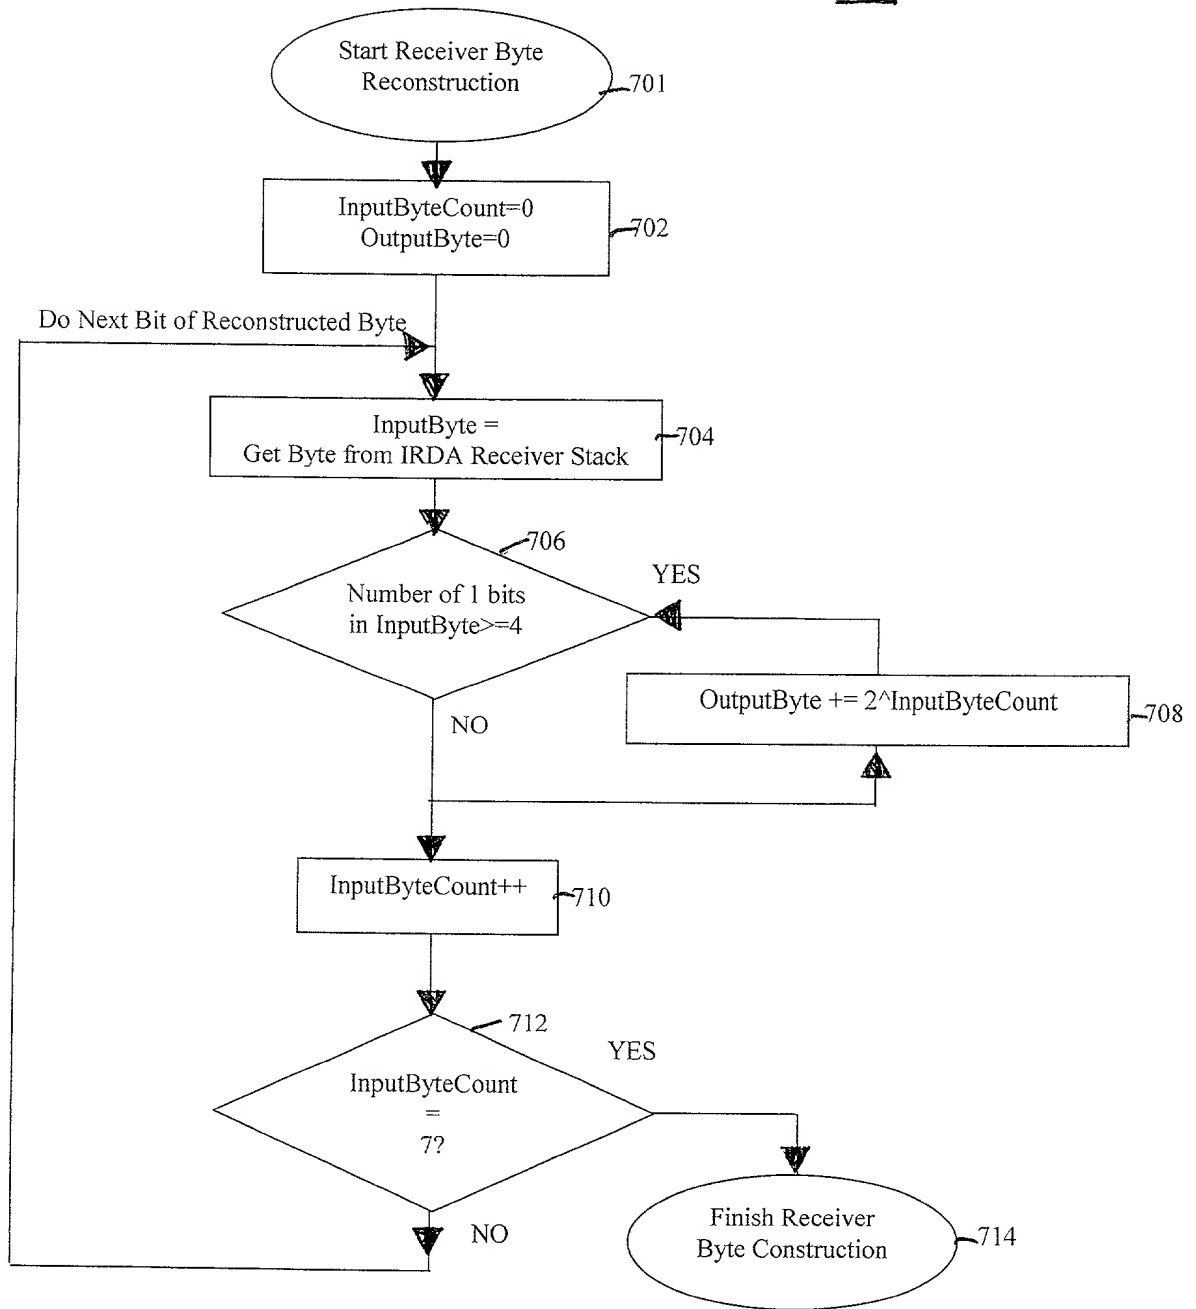 Start Receiver Byte
Reconstruction
701
InputByteCount=0
OutputByte=0
702
Do Next Bit of Reconstructed Byte
InputByte =
Get Byte from IRDA Receiver Stack
704
706
Number of 1 bits
in InputByte>=4
YES
OutputByte += 2^InputByteCount
708
NO
InputByteCount++
710
712
YES
InputByteCount
=
7?
NO
Finish Receiver
Byte Construction
714